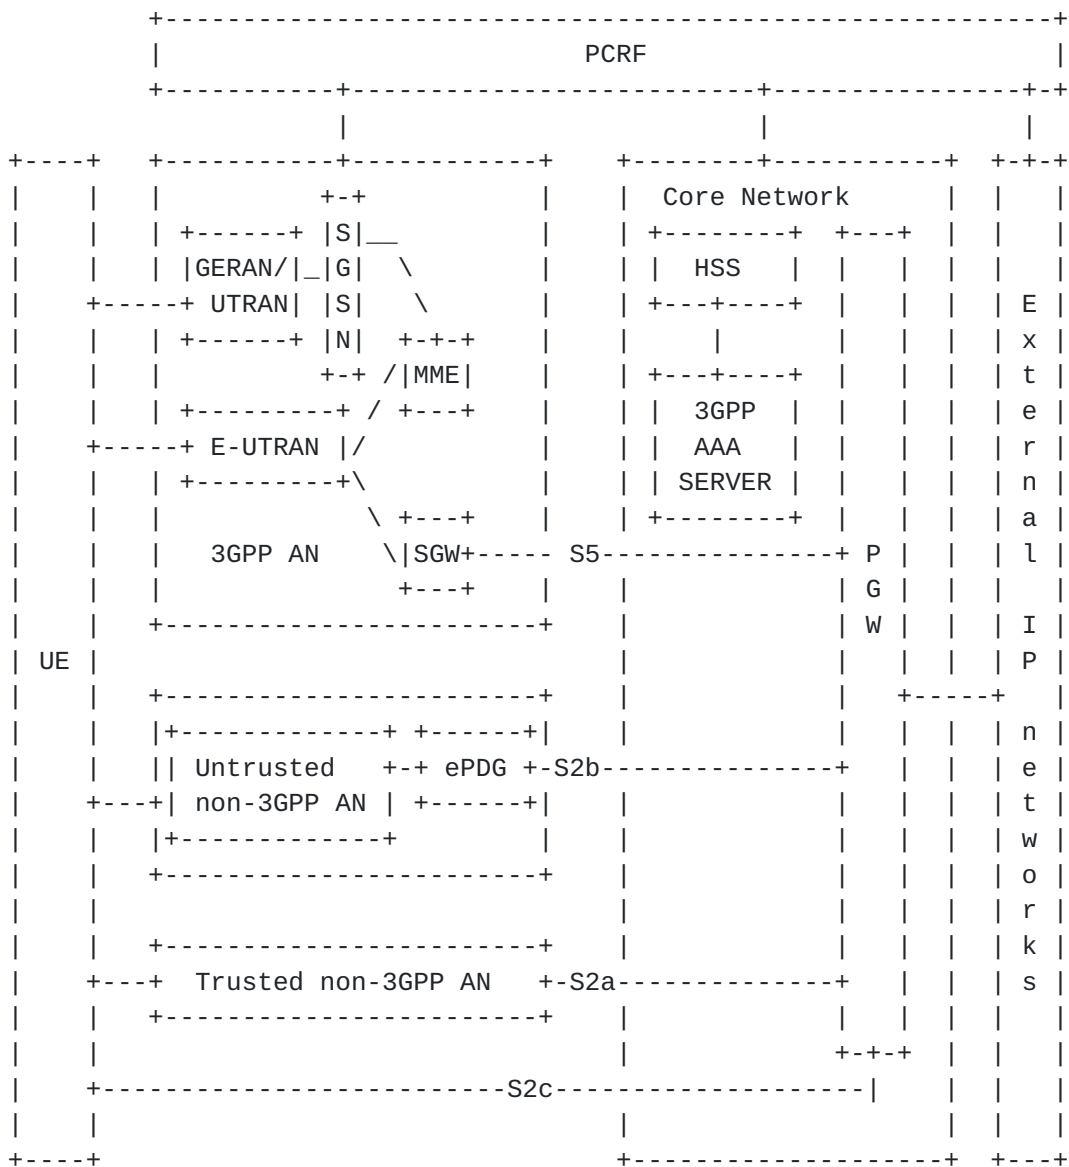 PCRF
Core Network
S
GERAN/
G
HSS
UTRAN
S
N
MME
3GPP
E-UTRAN
AAA
SERVER
3GPP AN
SGW
S5
P
G
W
UE
Untrusted
ePDG
S2b
non-3GPP AN
Trusted non-3GPP AN
S2a
S2c
E
x
t
e
r
n
a
l
I
P
n
e
t
w
o
r
k
s